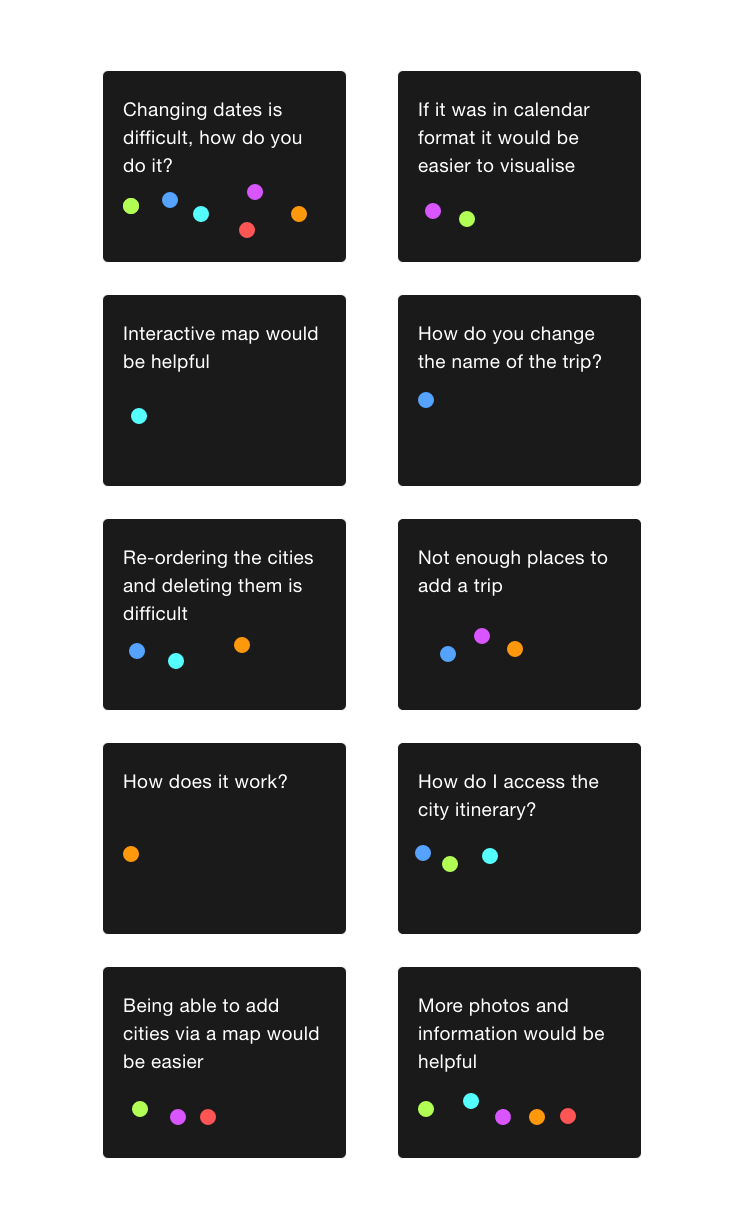 Changing dates is
difficult, how do you
do it?
If it was in calendar
format it would be
easier to visualise
Interactive map would
be helpful
How do you change
the name of the trip?
Re-ordering the cities
and deleting them is
difficult
Not enough places to
add a trip
How does it work?
How do I access the
city itinerary?
Being able to add
cities via a map would
be easier
More photos and
information would be
helpful